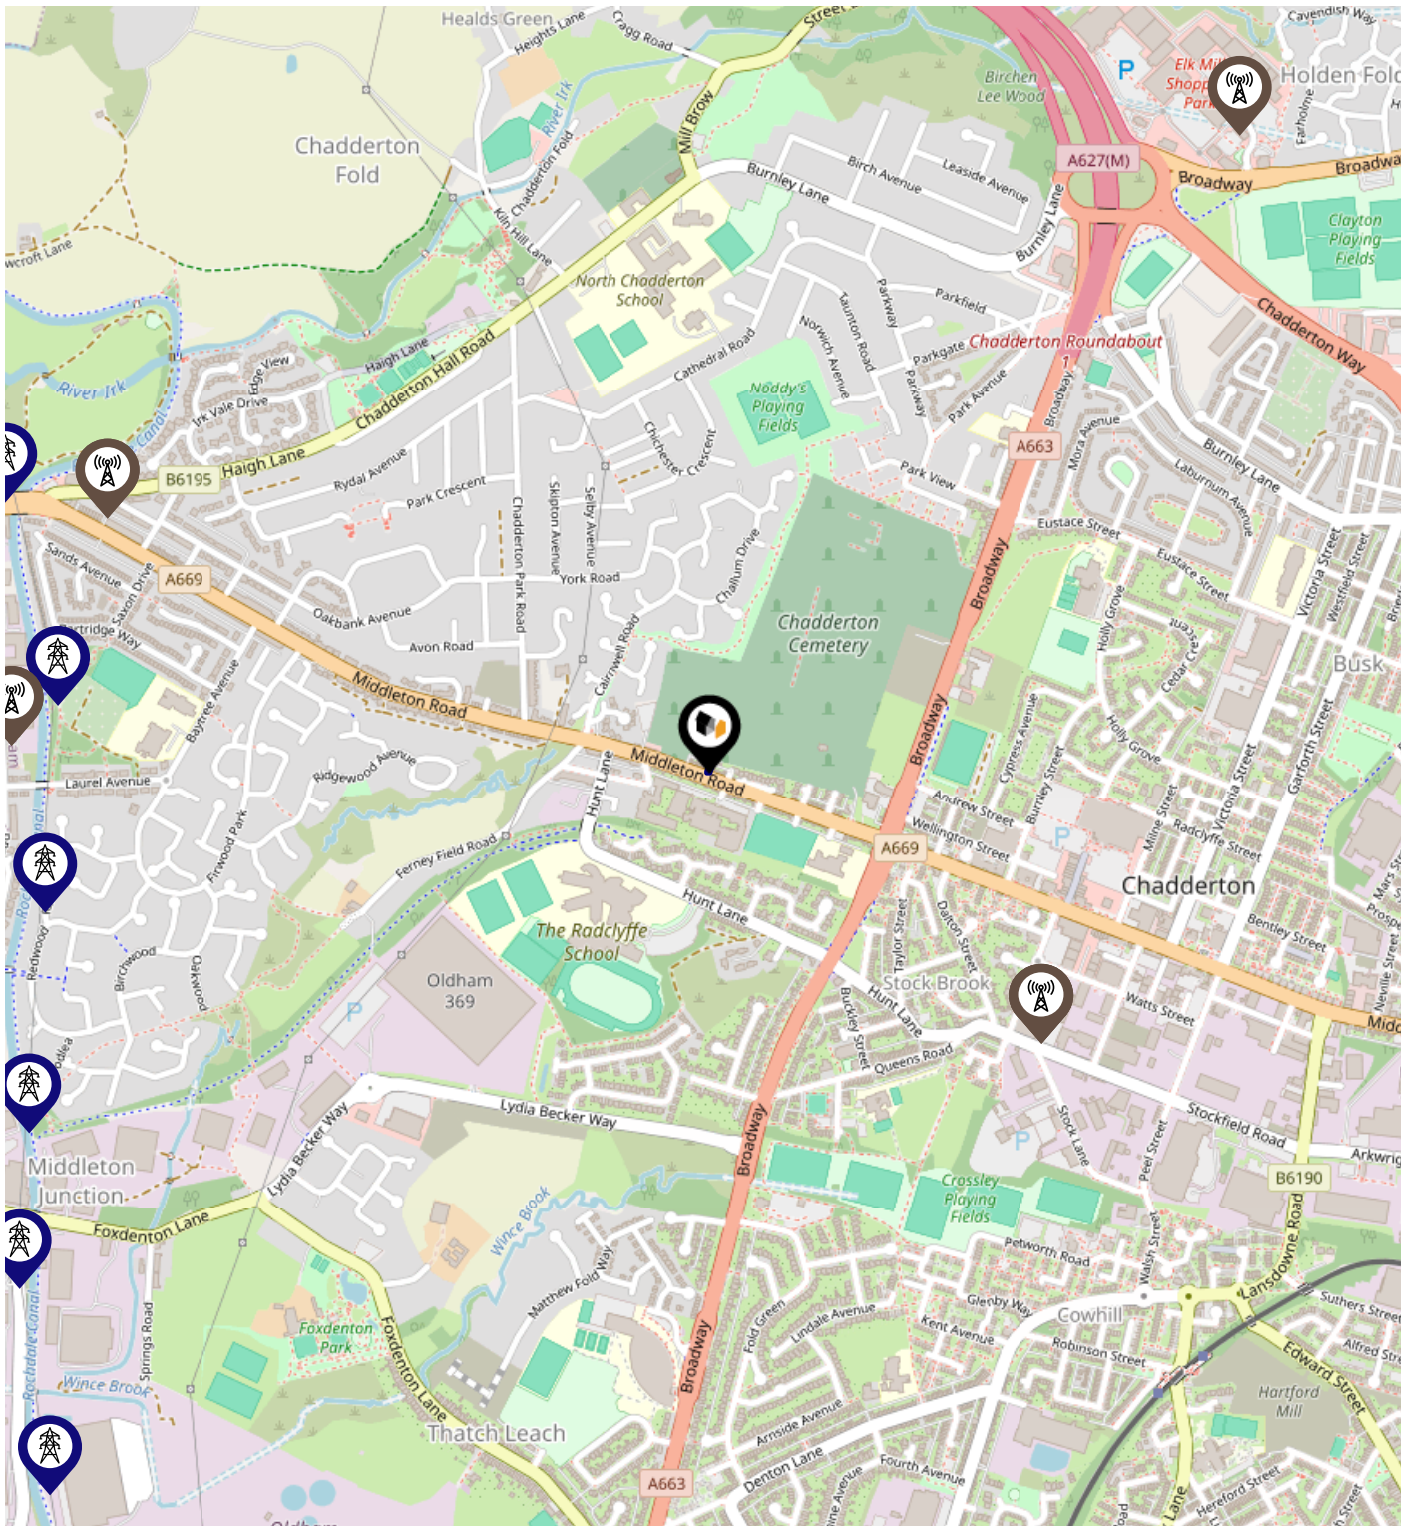 Healds Green
Heights Lane
Cragg Road
Street
Cavendish Way
Birchen
Lee Wood
P
Elk Mill
Shopping
Park
Holden Fold
Farholme
Chadderton
Fold
River Irk
Chadderton Fold
Mill Brow
Burnley Lane
Birch Avenue
Leaside Avenue
A627(M)
Broadway
Broadway
Kiln Hill Lane
Burnley Lane
Clayton
Playing
Fields
North Chadderton
School
Parkway
Parkfield
Taunton Road
Norwich Avenue
Chadderton Way
Haigh Lane
Chadderton Hall Road
Cathedral Road
Parkgate
Chadderton Roundabout
1
Edge View
River Irk
Irk Vale Drive
Canal
Noddy's
Playing
Fields
Parkway
Park Avenue
Broadway
Mora Avenue
Chichester Crescent
A663
Burnley Lane
B6195
Haigh Lane
Rydal Avenue
Park Crescent
Park View
Laburnum Avenue
Skipton Avenue
Selby Avenue
Chadderton Park Road
Eustace Street
Eustace Street
Victoria Street
Westfield Street
Sands Avenue
Saxon Drive
A669
York Road
Challum Drive
Broadway
Oakbank Avenue
Avon Road
Cairnwell Road
Chadderton
Cemetery
Holly Grove
Cedar Crescent
Busk
Partridge Way
Middleton Road
Baytree Avenue
Broadway
Holly Grove
Garforth Street
Cypress Avenue
Laurel Avenue
Ridgewood Avenue
Hunt Lane
Middleton Road
Andrew Street
Wellington Street
Burnley Street
P
Milne Street
Radclyffe Street
Victoria Street
Firwood Park
Ferney Field Road
A669
Chadderton
Hunt Lane
Taylor Street
Dalton Street
Bentley Street
Neville Street
The Radclyffe
School
Redwood
Birchwood
Oakwood
Oldham
369
P
Stock Brook
Hunt Lane
Buckley Street
Queens Road
Watts Street
Lydia Becker Way
Lydia Becker Way
Broadway
Stock Lane
P
Peel Street
Stockfield Road
Middleton
Junction
B6190
Foxdenton Lane
Wince Brook
Crossley
Playing
Fields
Petworth Road
Walsh Street
Lansdowne Road
Rochdale Canal
Springs Road
Matthew Fold Way
Fold Green
Lindale Avenue
Glenby Way
Kent Avenue
Cowhill
Robinson Street
Suthers Street
Edward Street
Foxdenton
Park
Foxdenton Lane
Wince Brook
Broadway
Arnside Avenue
Hartford
Mill
Thatch Leach
Denton Lane
Fourth Avenue
A663
Hereford Street
Lane
Oldham